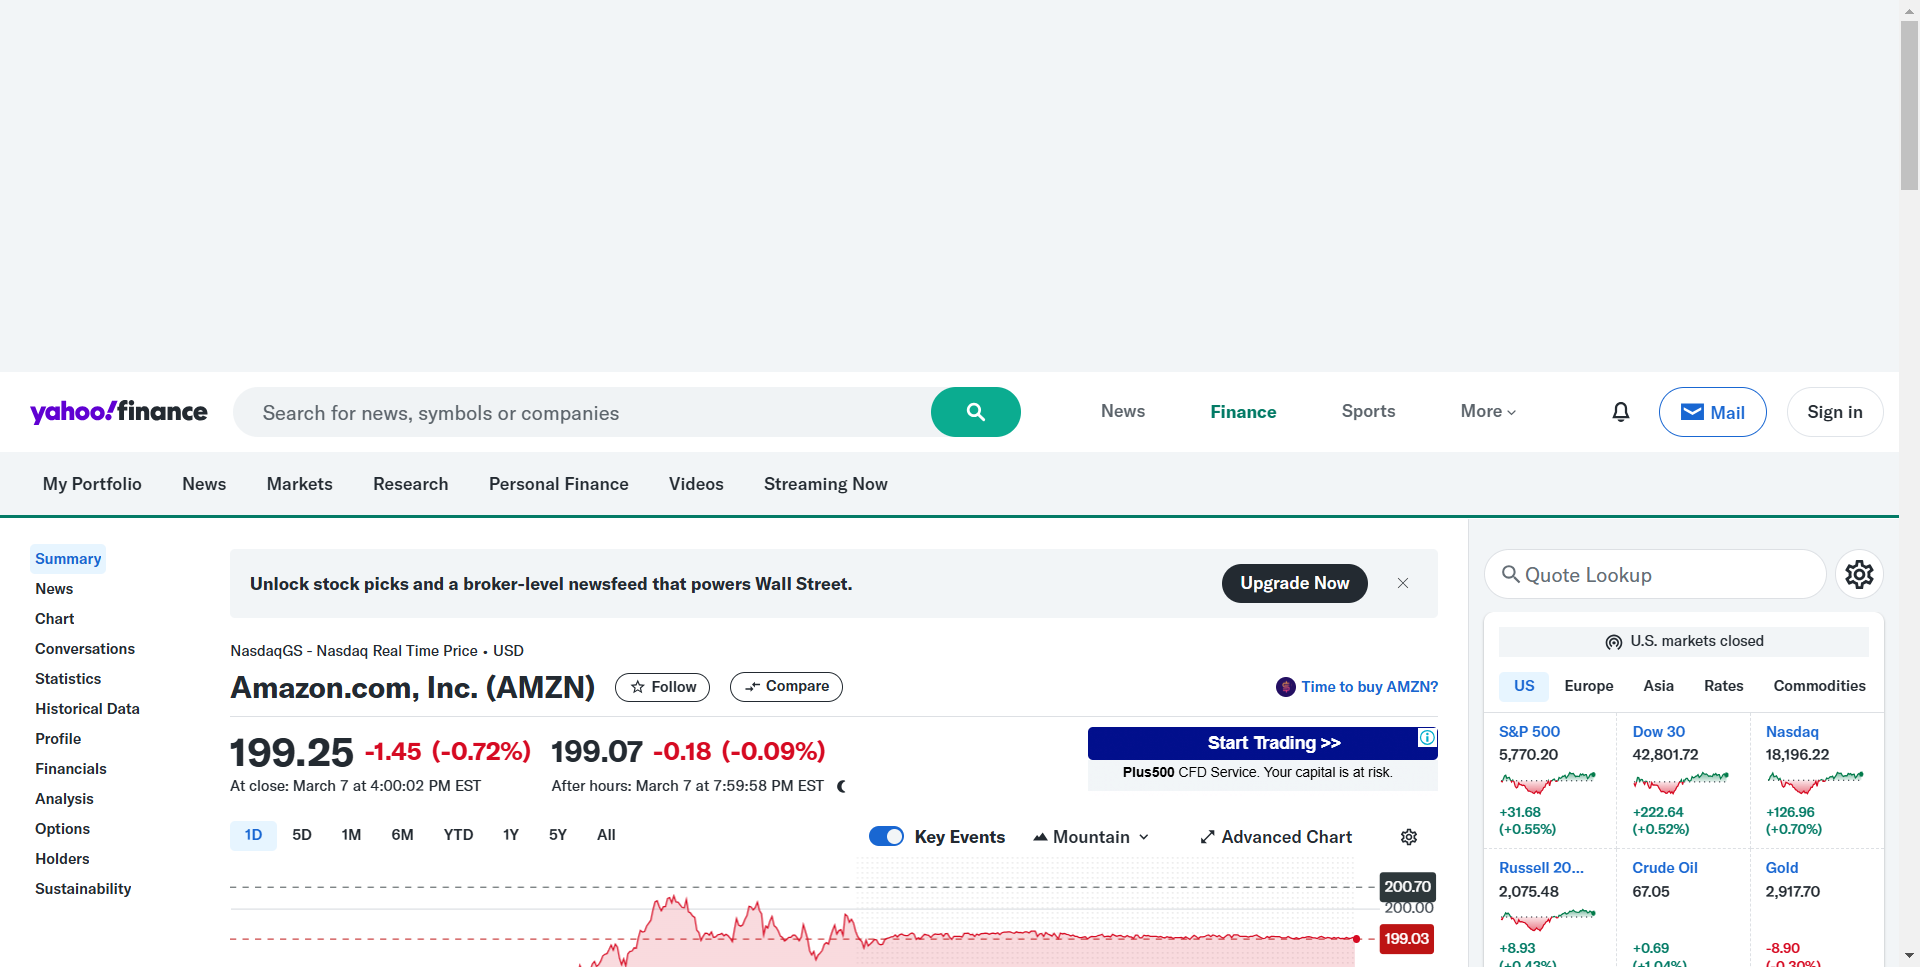 yahoo!finance
Search for news, symbols or companies
News
Finance
Sports
More
Mail
Sign in
My Portfolio
News
Markets
Research
Personal Finance
Videos
Streaming Now
Summary
News
Chart
Conversations
Statistics
Historical Data
Profile
Financials
Analysis
Options
Holders
Sustainability
Unlock stock picks and a broker-level newsfeed that powers Wall Street.
Upgrade Now
NasdaqGS - Nasdaq Real Time Price • USD
Amazon.com, Inc. (AMZN)
Follow
Compare
Time to buy AMZN?
199.25 -1.45 (-0.72%)
At close: March 7 at 4:00:02 PM EST
199.07 -0.18 (-0.09%)
After hours: March 7 at 7:59:58 PM EST
Start Trading >>
Plus500 CFD Service. Your capital is at risk.
1D
5D
1M
6M
YTD
1Y
5Y
All
Key Events
Mountain
Advanced Chart
200.70
200.00
199.03
Quote Lookup
U.S. markets closed
US
Europe
Asia
Rates
Commodities
S&P 500
5,770.20
+31.68
(+0.55%)
Dow 30
42,801.72
+222.64
(+0.52%)
Nasdaq
18,196.22
+126.96
(+0.70%)
Russell 20...
2,075.48
+8.93
(+0.43%)
Crude Oil
67.05
+0.69
(+1.04%)
Gold
2,917.70
-8.90
(-0.30%)